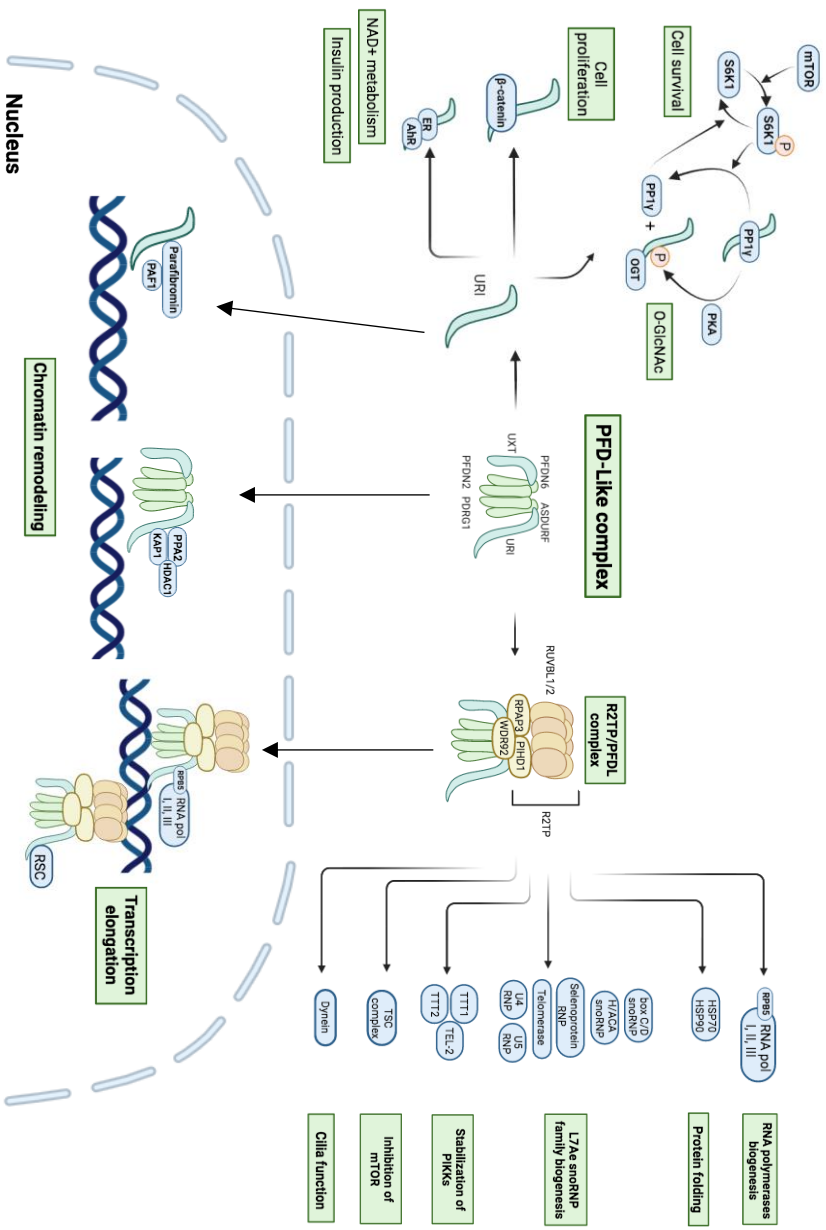 PFD-Like complex
mTOR
S6K1
S6K1
P
PP1γ
PP1γ
+
P
OGT
PKA
Cell survival
O-GlcNAc
Cell
proliferation
β-catenin
ER
AhR
NAD+ metabolism
Insulin production
URI
PFDN6
ASDURF
UXT
URI
PFDN2
PDRG1
R2TP/PFDL
complex
RUVBL1/2
RPAP3
PIHD1
WDR92
R2TP
RPB5
RNA pol
I, II, III
RNA polymerases
biogenesis
HSP70
HSP90
Protein folding
box C/D
snoRNP
H/ACA
snoRNP
Selenoprotein
RNP
Telomerase
U4
RNP
U5
RNP
L7Ae snoRNP
family biogenesis
TTT1
TTT2
TEL-2
Stabilization of
PIKKs
TSC
complex
Inhibition of
mTOR
Dynein
Cilia function
Parafibromin
PAF1
PPA2
HDAC1
KAP1
RPB5
RNA pol
I, II, III
RSC
Chromatin remodeling
Transcription
elongation
Nucleus